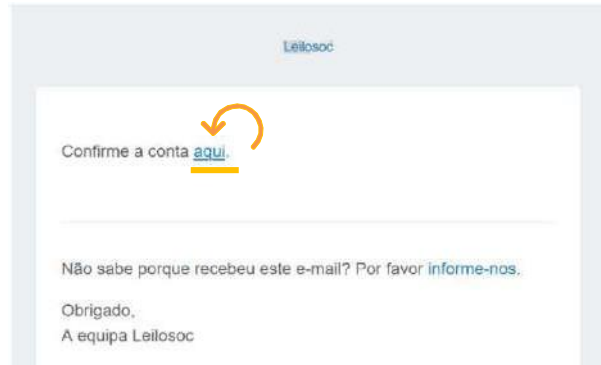 Leilosoc
Confirme a conta aqui.
Não sabe porque recebeu este e-mail? Por favor informe-nos.
Obrigado,
A equipa Leilosoc